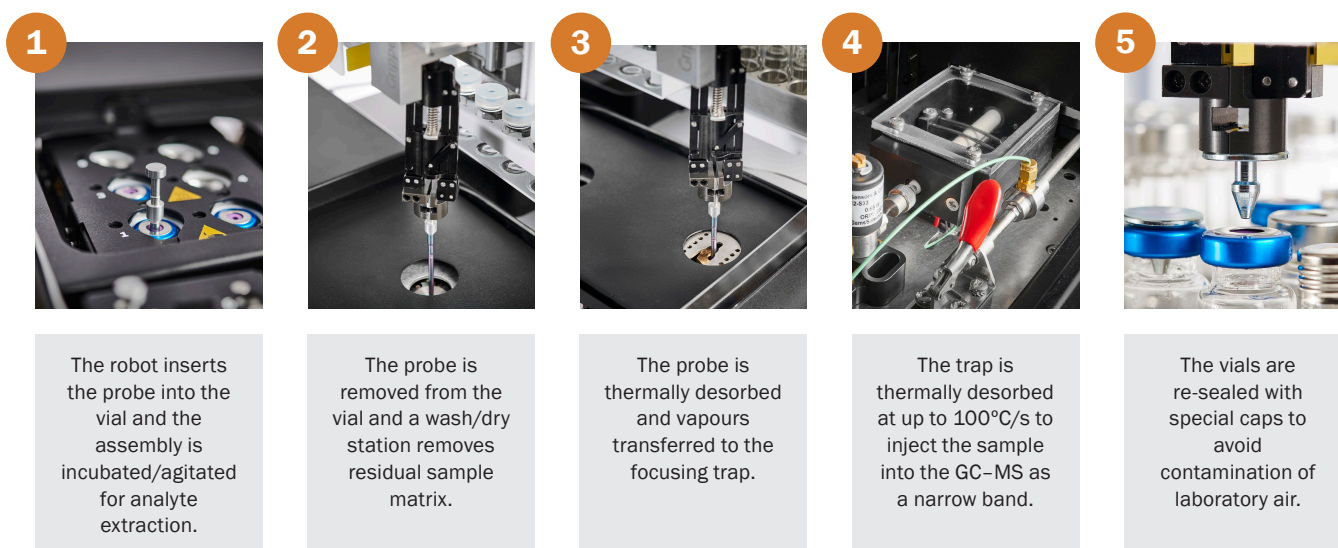 1
2
3
4
5
The robot inserts
the probe into the
vial and the
assembly is
incubated/agitated
for analyte
extraction.
The probe is
removed from the
vial and a wash/dry
station removes
residual sample
matrix.
The probe is
thermally desorbed
and vapours
transferred to the
focusing trap.
The trap is
thermally desorbed
at up to 100°C/s to
inject the sample
into the GC–MS as
a narrow band.
The vials are
re-sealed with
special caps to
avoid
contamination of
laboratory air.